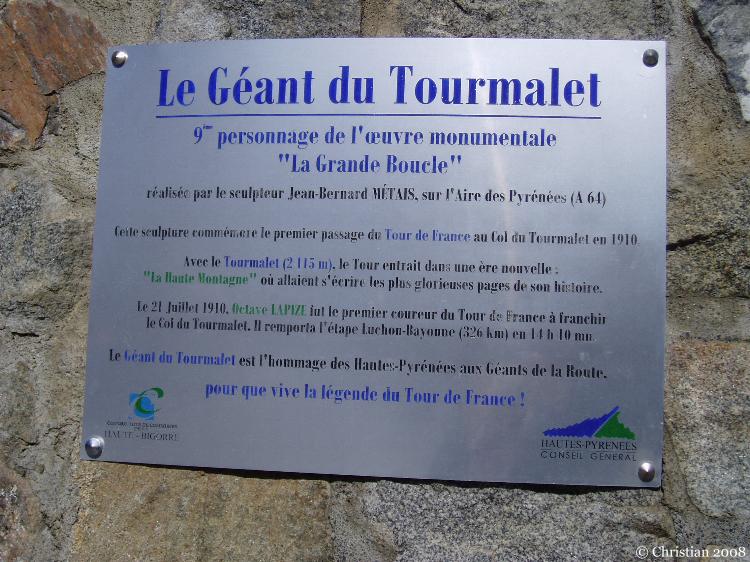 Le Géant du Tourmalet
9ème personnage de l'œuvre monumentale
"La Grande Boucle"
réalisée par le sculpteur Jean-Bernard MÉTAIS, sur l'Aire des Pyrénées (A 64)
Cette sculpture commémore le premier passage du Tour de France au Col du Tourmalet en 1910.
Avec le Tourmalet (2 115 m), le Tour entrait dans une ère nouvelle :
"La Haute Montagne" où allaient s'écrire les plus glorieuses pages de son histoire.
Le 21 Juillet 1910, Octave LAPIZE fut le premier coureur du Tour de France à franchir
le Col du Tourmalet. Il remporta l'étape Luchon-Bayonne (326 km) en 14 h 10 mn.
Le Géant du Tourmalet est l'hommage des Hautes-Pyrénées aux Géants de la Route,
pour que vive la légende du Tour de France !
COMMUNAUTE DE COMMUNES
HAUTE - BIGORRE
HAUTES-PYRENEES
CONSEIL GENERAL
© Christian 2008